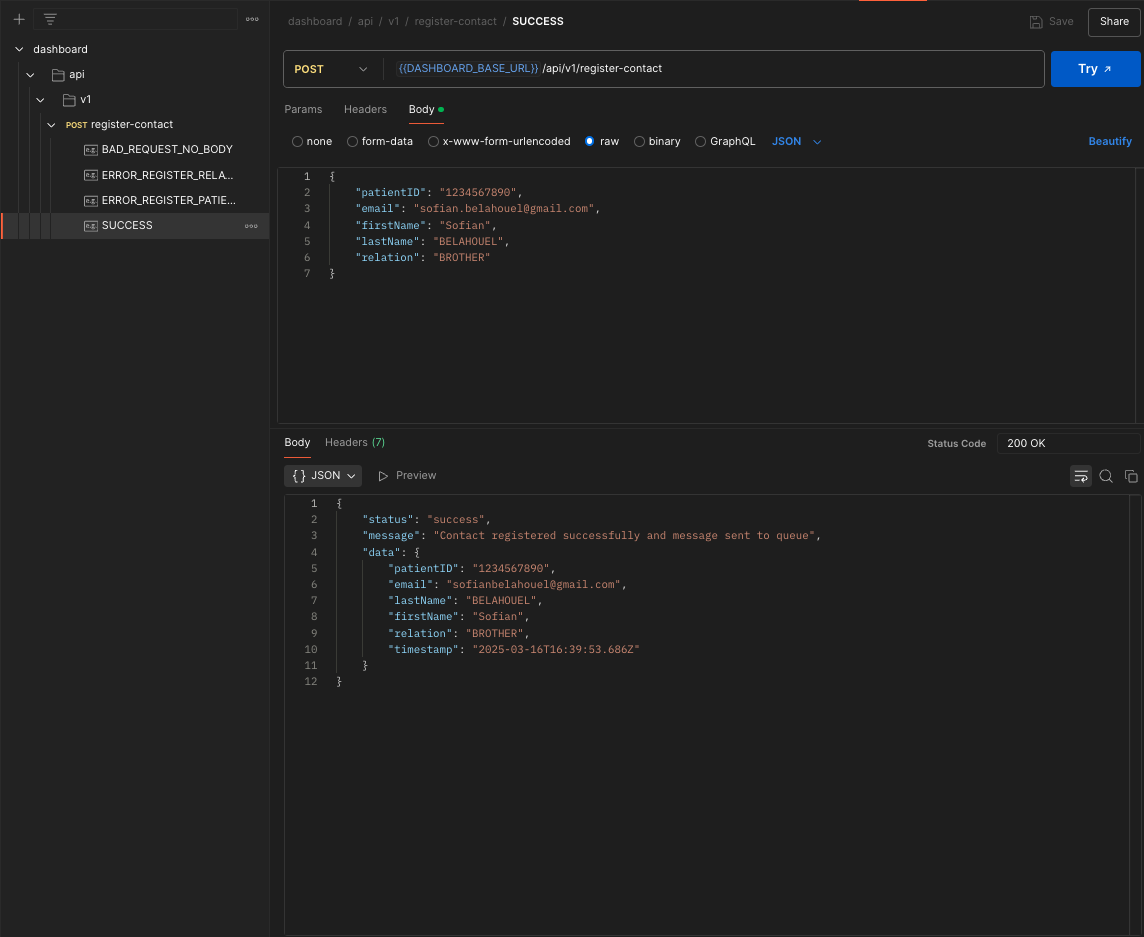 dashboard / api / v1 / register-contact / SUCCESS
Save
Share
dashboard
api
v1
POST register-contact
e.g. BAD_REQUEST_NO_BODY
e.g. ERROR_REGISTER_RELA...
e.g. ERROR_REGISTER_PATIE...
e.g. SUCCESS
POST
{{DASHBOARD_BASE_URL}} /api/v1/register-contact
Try
Params Headers Body
none form-data x-www-form-urlencoded raw binary GraphQL JSON
Beautify
1 {
2 "patientID": "1234567890",
3 "email": "sofian.belahouel@gmail.com",
4 "firstName": "Sofian",
5 "lastName": "BELAHOUEL",
6 "relation": "BROTHER"
7 }
Body Headers (7)
Status Code 200 OK
{} JSON Preview
1 {
2 "status": "success",
3 "message": "Contact registered successfully and message sent to queue",
4 "data": {
5 "patientID": "1234567890",
6 "email": "sofianbelahouel@gmail.com",
7 "lastName": "BELAHOUEL",
8 "firstName": "Sofian",
9 "relation": "BROTHER",
10 "timestamp": "2025-03-16T16:39:53.686Z"
11 }
12 }